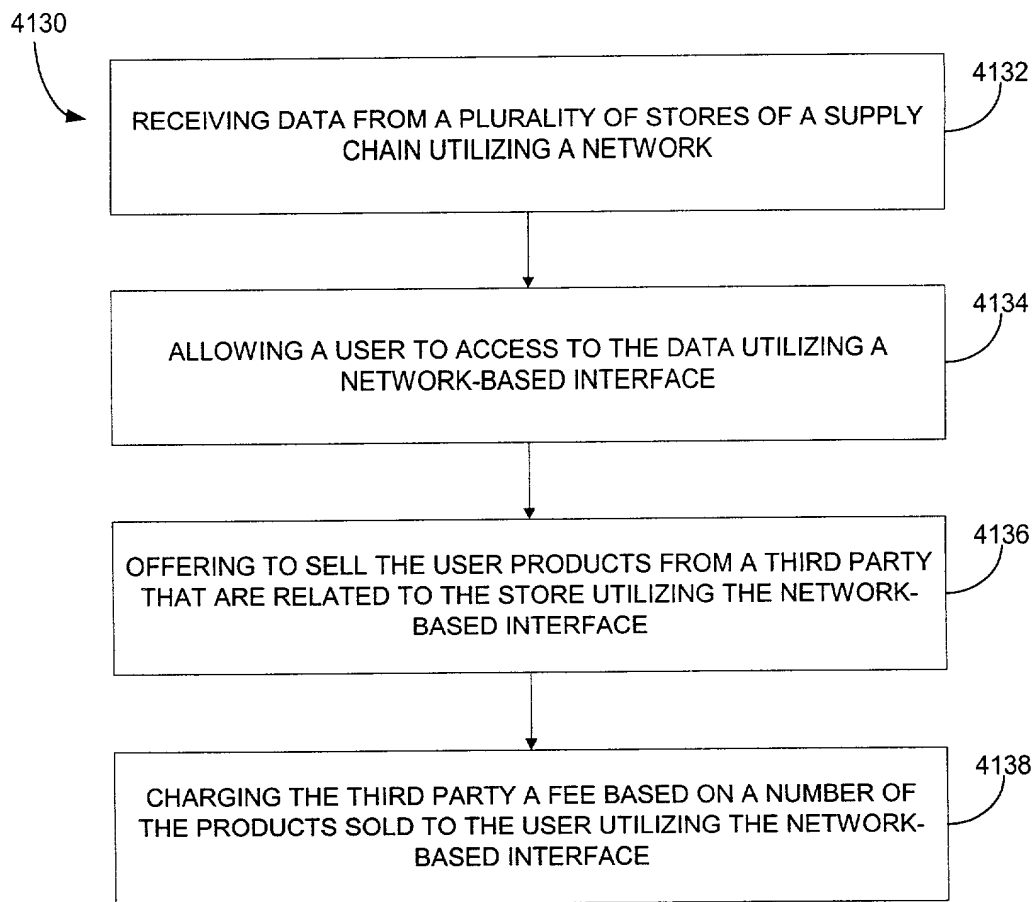 4130
4132
RECEIVING DATA FROM A PLURALITY OF STORES OF A SUPPLY
CHAIN UTILIZING A NETWORK
4134
ALLOWING A USER TO ACCESS TO THE DATA UTILIZING A
NETWORK-BASED INTERFACE
4136
OFFERING TO SELL THE USER PRODUCTS FROM A THIRD PARTY
THAT ARE RELATED TO THE STORE UTILIZING THE NETWORK-
BASED INTERFACE
4138
CHARGING THE THIRD PARTY A FEE BASED ON A NUMBER OF
THE PRODUCTS SOLD TO THE USER UTILIZING THE NETWORK-
BASED INTERFACE